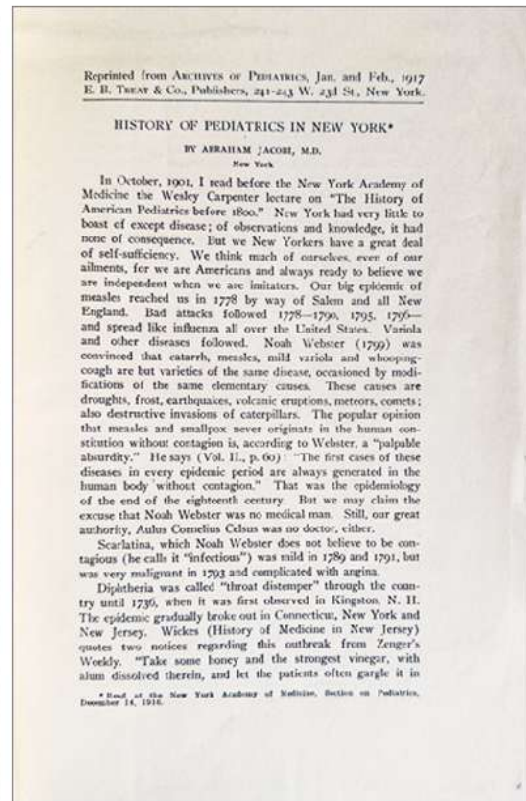 Reprinted from ARCHIVES OF PEDIATRICS, Jan. and Feb., 1917
E. B. TREAT & Co., Publishers, 241-243 W. 23d St., New York.
HISTORY OF PEDIATRICS IN NEW YORK*
BY ABRAHAM JACOBI, M.D.
New York
In October, 1901, I read before the New York Academy of
Medicine the Wesley Carpenter lecture on "The History of
American Pediatrics before 1800." New York had very little to
boast of except disease; of observations and knowledge, it had
none of consequence. But we New Yorkers have a great deal
of self-sufficiency. We think much of ourselves, even of our
ailments, for we are Americans and always ready to believe we
are independent when we are imitators. Our big epidemic of
measles reached us in 1778 by way of Salem and all New
England. Bad attacks followed 1778—1790, 1795, 1796—
and spread like influenza all over the United States. Variola
and other diseases followed. Noah Webster (1799) was
convinced that catarrh, measles, mild variola and whooping-
cough are but varieties of the same disease, occasioned by modi-
fications of the same elementary causes. These causes are
droughts, frost, earthquakes, volcanic eruptions, meteors, comets;
also destructive invasions of caterpillars. The popular opinion
that measles and smallpox never originate in the human con-
stitution without contagion is, according to Webster, a "palpable
absurdity." He says (Vol. II., p. 60): "The first cases of these
diseases in every epidemic period are always generated in the
human body without contagion." That was the epidemiology
of the end of the eighteenth century. But we may claim the
excuse that Noah Webster was no medical man. Still, our great
authority, Aulus Cornelius Celsus was no doctor, either.
Scarlatina, which Noah Webster does not believe to be con-
tagious (he calls it "infectious") was mild in 1789 and 1791, but
was very malignant in 1793 and complicated with angina.
Diphtheria was called "throat distemper" through the coun-
try until 1736, when it was first observed in Kingston, N. H.
The epidemic gradually broke out in Connecticut, New York and
New Jersey. Wickes (History of Medicine in New Jersey)
quotes two notices regarding this outbreak from Zenger's
Weekly. "Take some honey and the strongest vinegar, with
alum dissolved therein, and let the patients often gargle it in
*Read at the New York Academy of Medicine, Section on Pediatrics,
December 14, 1916.